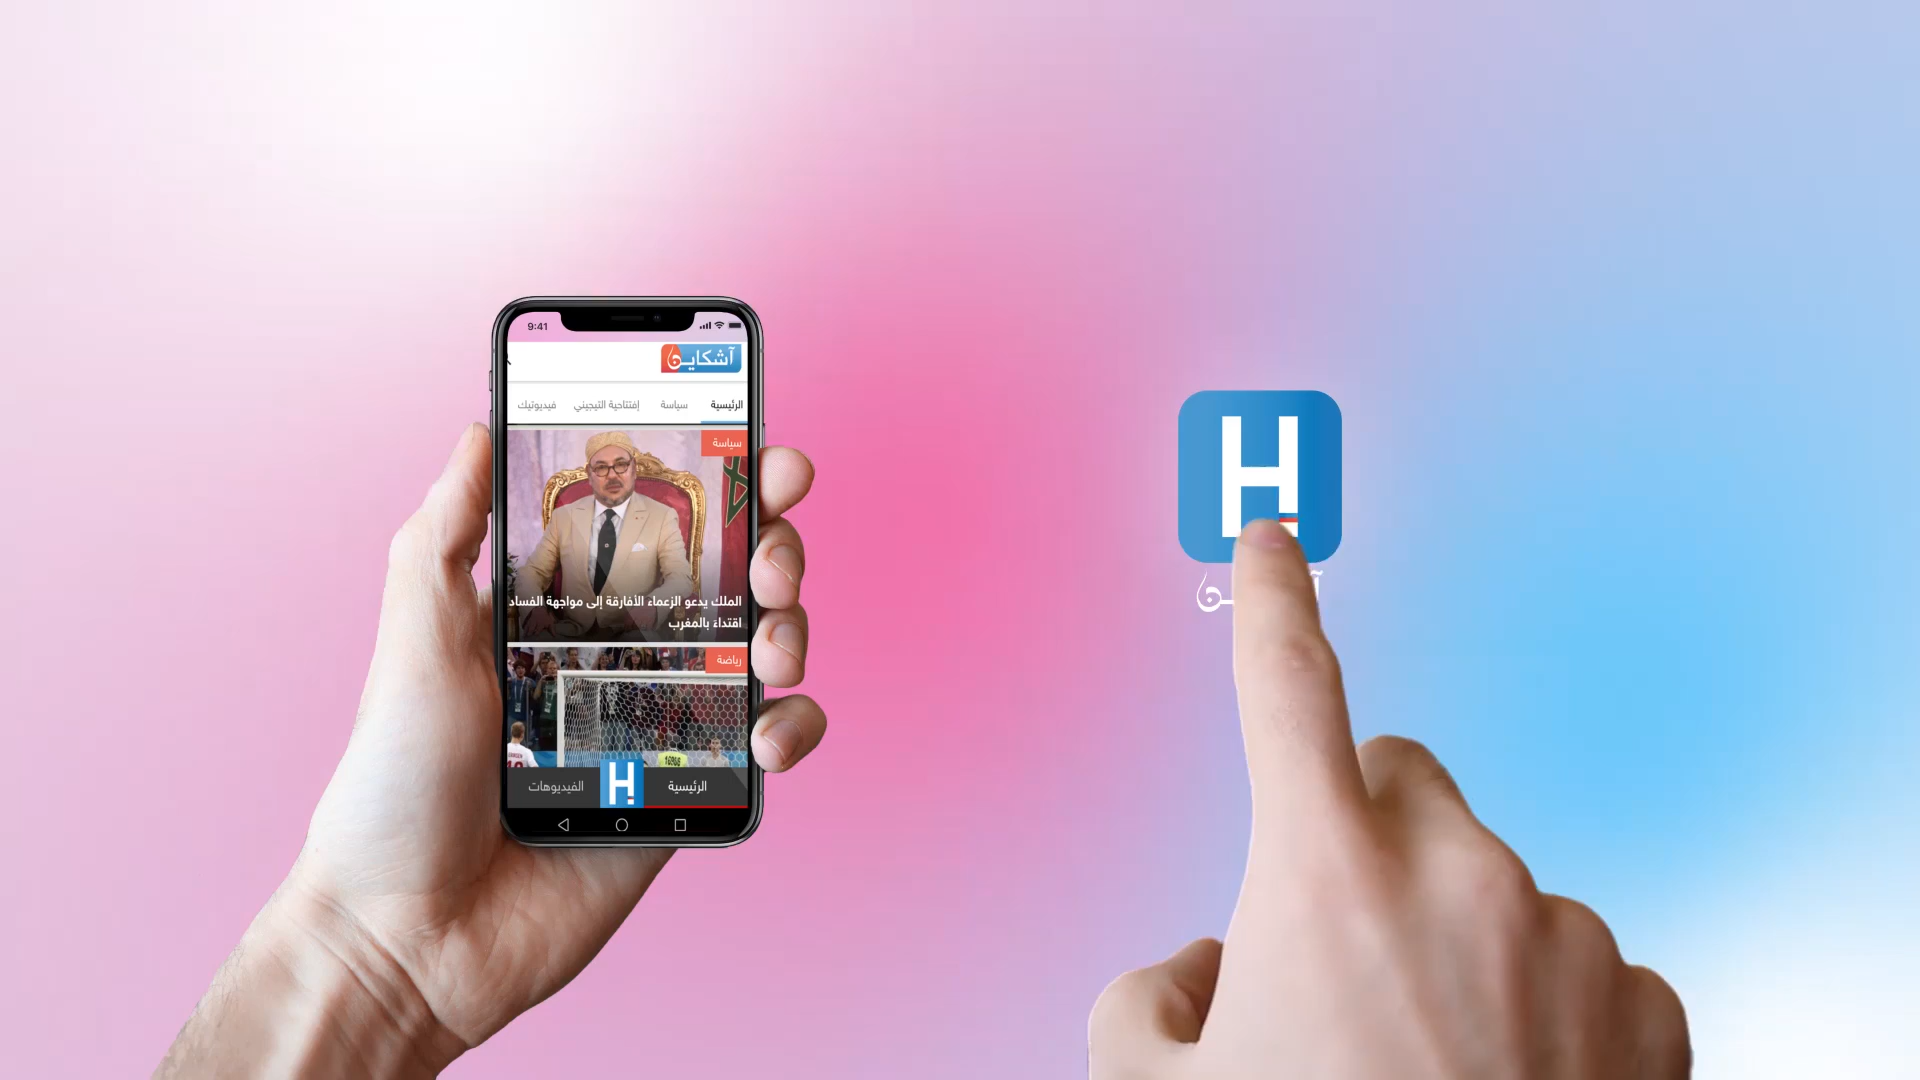 9:41
آشكاين
الرئيسية سياسة إفتتاحية التيجيني فيديوتيك
سياسة
الملك يدعو الزعماء الأفارقة إلى مواجهة الفساد
اقتداءً بالمغرب
رياضة
الرئيسية H الفيديوهات
H